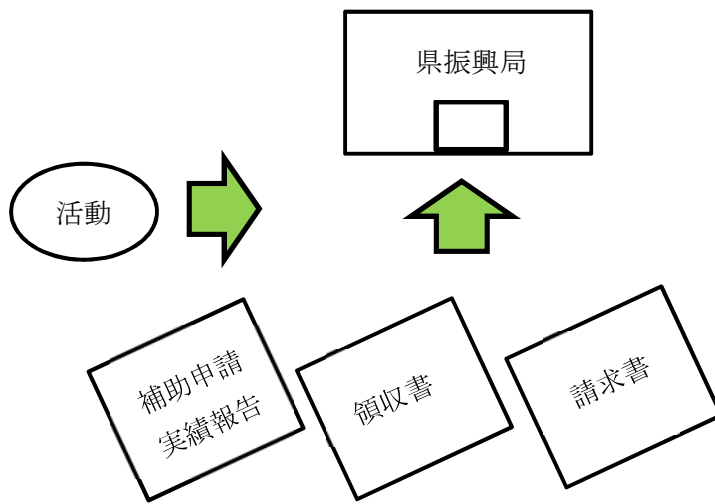 県振興局
活動
補助申請
実績報告
領収書
請求書